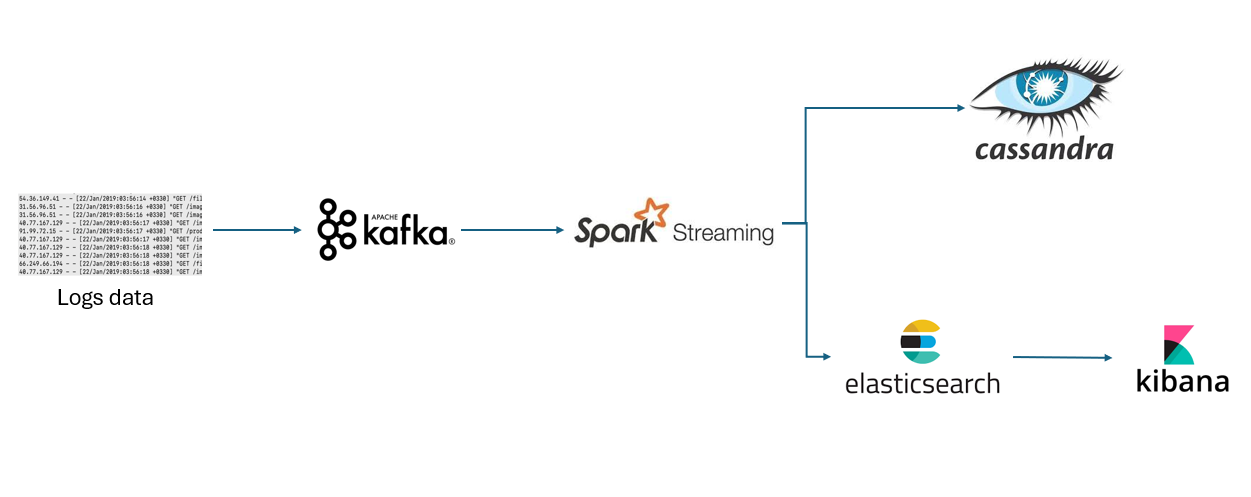 54.36.149.41 - - [22/Jan/2019:03:56:14 +0330] "GET /fil
31.56.96.51 - - [22/Jan/2019:03:56:16 +0330] "GET /imag
31.56.96.51 - - [22/Jan/2019:03:56:16 +0330] "GET /imag
40.77.167.129 - - [22/Jan/2019:03:56:17 +0330] "GET /im
91.99.72.15 - - [22/Jan/2019:03:56:17 +0330] "GET /prod
40.77.167.129 - - [22/Jan/2019:03:56:17 +0330] "GET /im
40.77.167.129 - - [22/Jan/2019:03:56:18 +0330] "GET /im
40.77.167.129 - - [22/Jan/2019:03:56:18 +0330] "GET /im
66.249.66.194 - - [22/Jan/2019:03:56:18 +0330] "GET /fi
40.77.167.129 - - [22/Jan/2019:03:56:18 +0330] "GET /im
Logs data
APACHE
kafka®
Spark Streaming
cassandra
elasticsearch
kibana